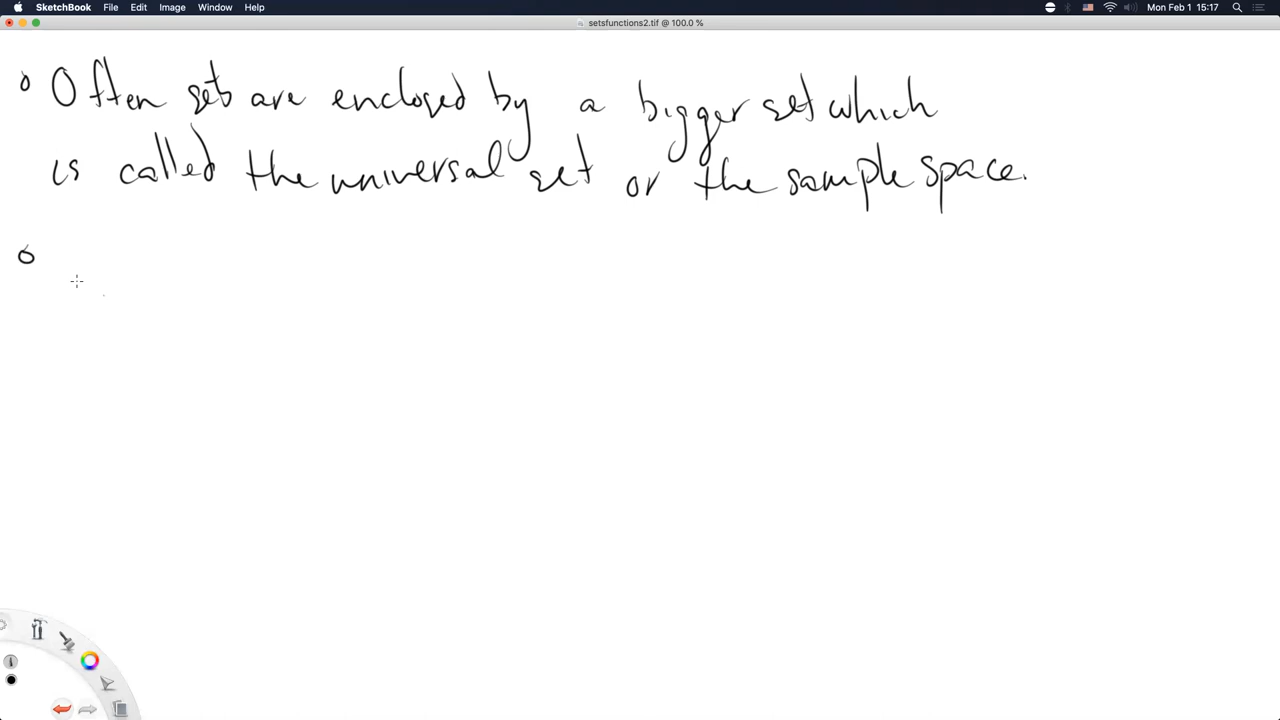 SketchBook File Edit Image Window Help Mon Feb 1 15:17
setsfunctions2.tif @ 100.0 %
Often sets are enclosed by a bigger set which
is called the universal set or the sample space.